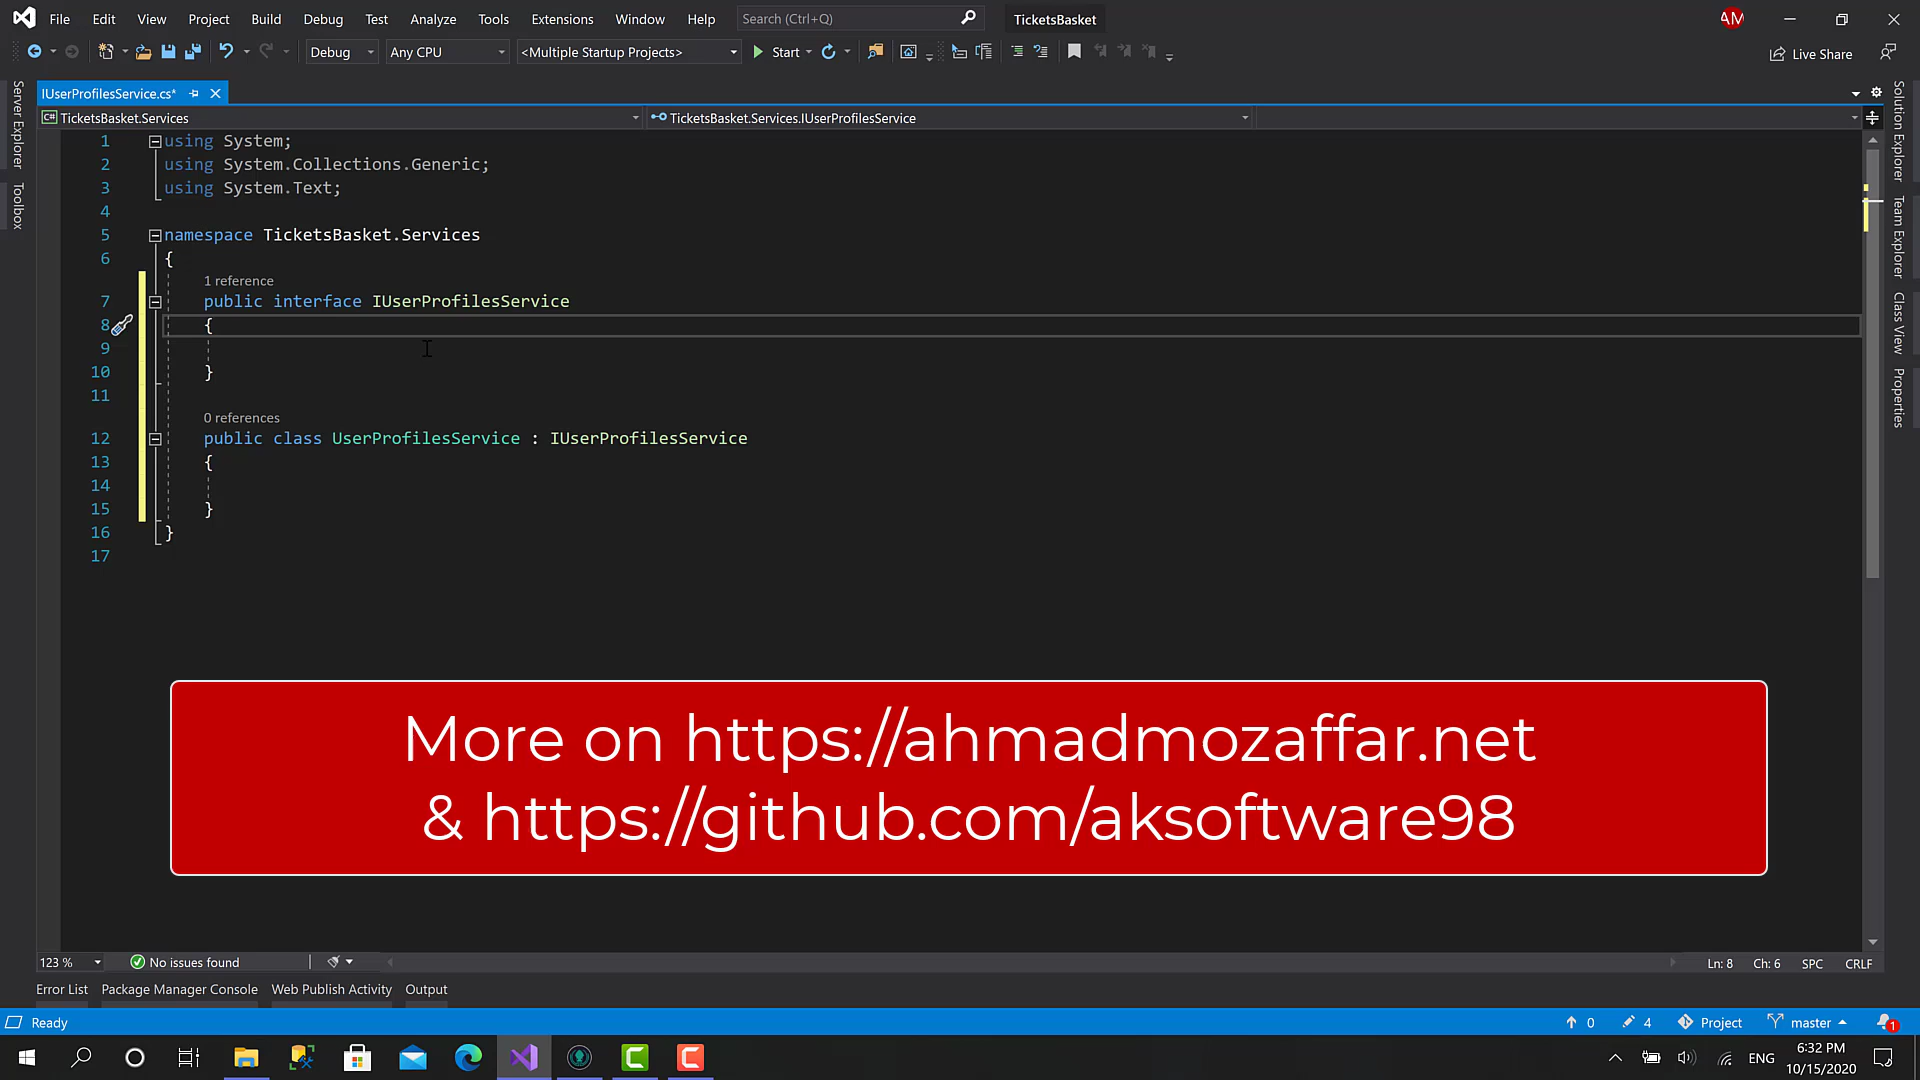 File Edit View Project Build Debug Test Analyze Tools Extensions Window Help Search (Ctrl+Q) TicketsBasket AM
Debug Any CPU <Multiple Startup Projects> Start Live Share
IUserProfilesService.cs*
C# TicketsBasket.Services TicketsBasket.Services.IUserProfilesService
Server Explorer
Toolbox
Solution Explorer
Team Explorer
Class View
Properties
1 using System;
2 using System.Collections.Generic;
3 using System.Text;
4
5 namespace TicketsBasket.Services
6 {
1 reference
7 public interface IUserProfilesService
8 {
9
10 }
11
0 references
12 public class UserProfilesService : IUserProfilesService
13 {
14
15 }
16 }
17
More on https://ahmadmozaffar.net
& https://github.com/aksoftware98
123 % No issues found Ln: 8 Ch: 6 SPC CRLF
Error List Package Manager Console Web Publish Activity Output
Ready 0 4 Project master 1
ENG 6:32 PM
10/15/2020